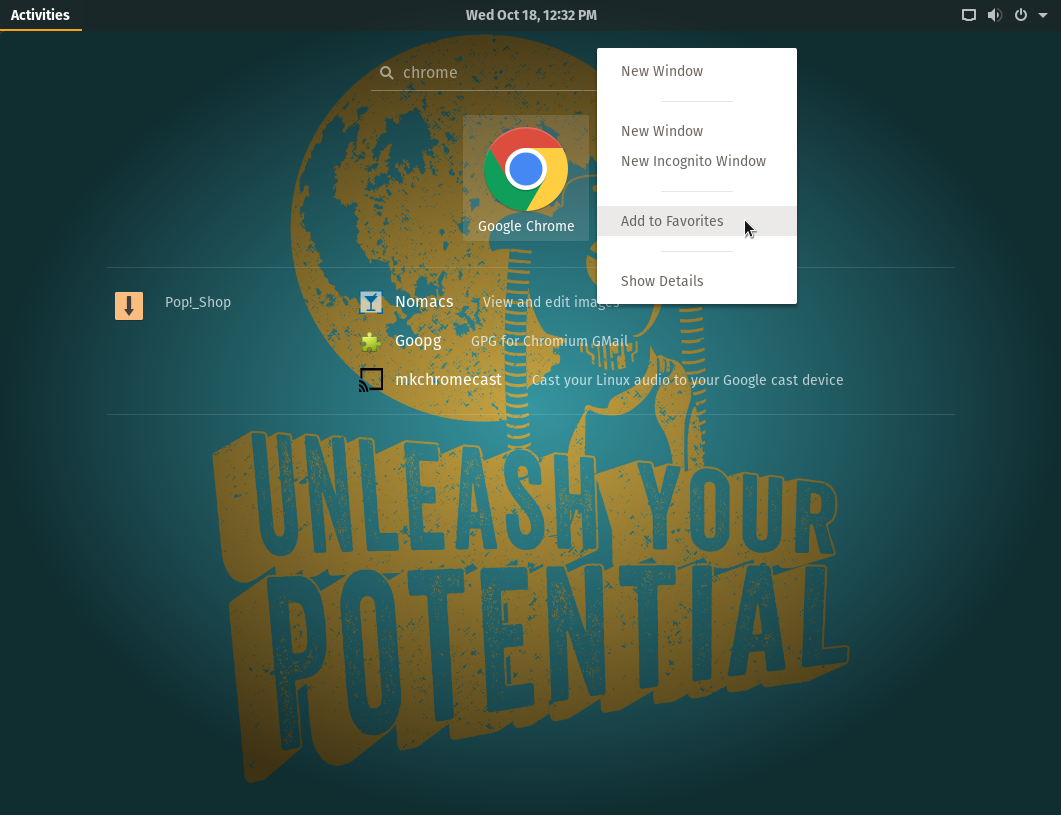 Activities
Wed Oct 18, 12:32 PM
chrome
Google Chrome
New Window
New Window
New Incognito Window
Add to Favorites
Show Details
Pop!_Shop
Nomacs View and edit images
Goopg GPG for Chromium GMail
mkchromecast Cast your Linux audio to your Google cast device
UNLEASH YOUR
POTENTIAL